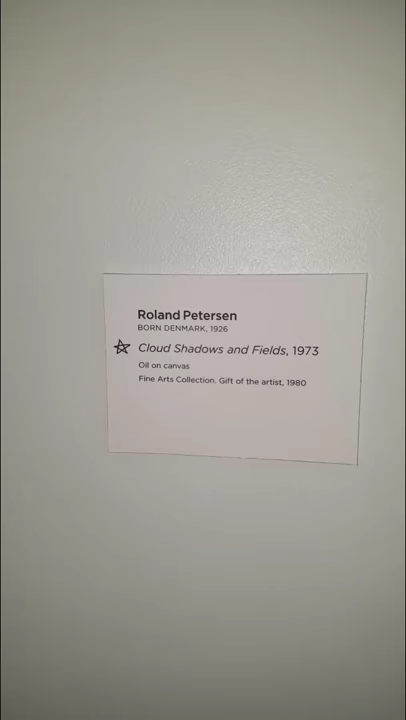 Roland Petersen
BORN DENMARK, 1926
Cloud Shadows and Fields, 1973
Oil on canvas
Fine Arts Collection. Gift of the artist, 1980